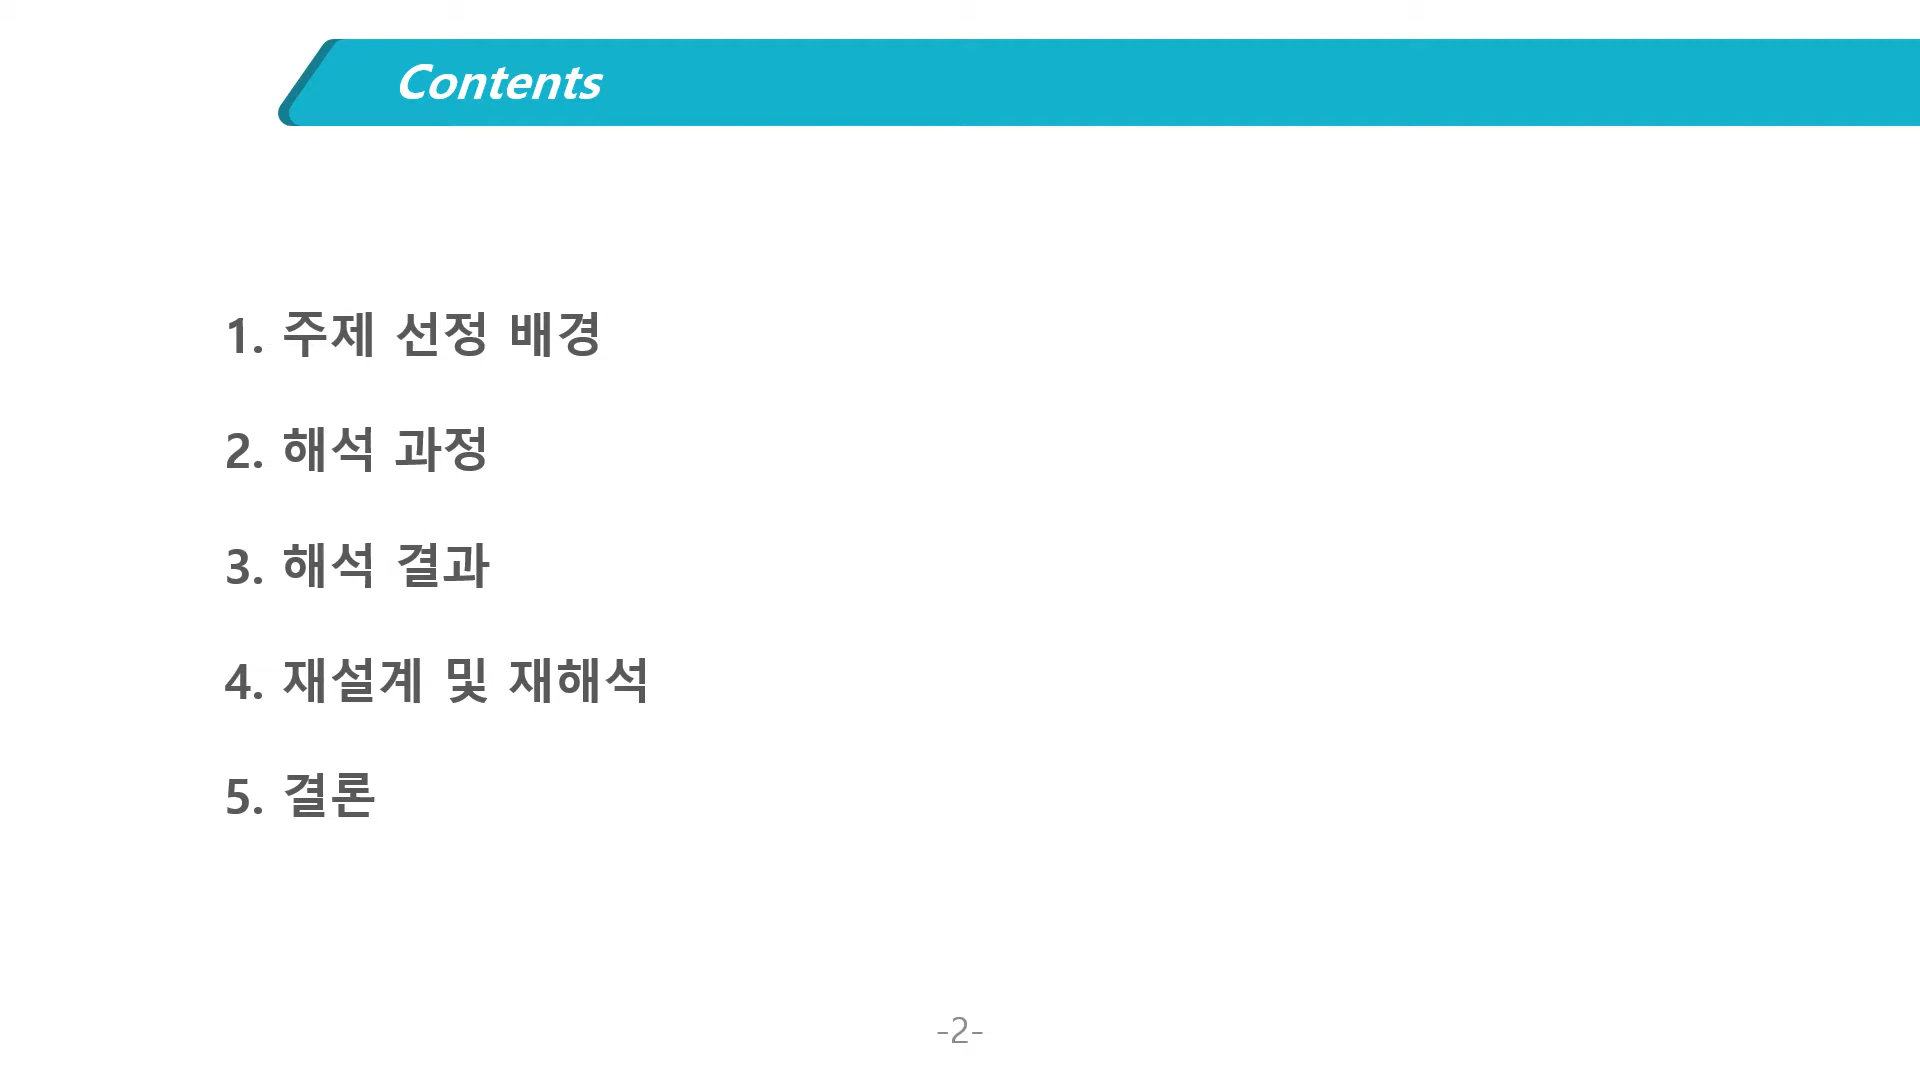 Contents
1. 주제 선정 배경
2. 해석 과정
3. 해석 결과
4. 재설계 및 재해석
5. 결론
-2-